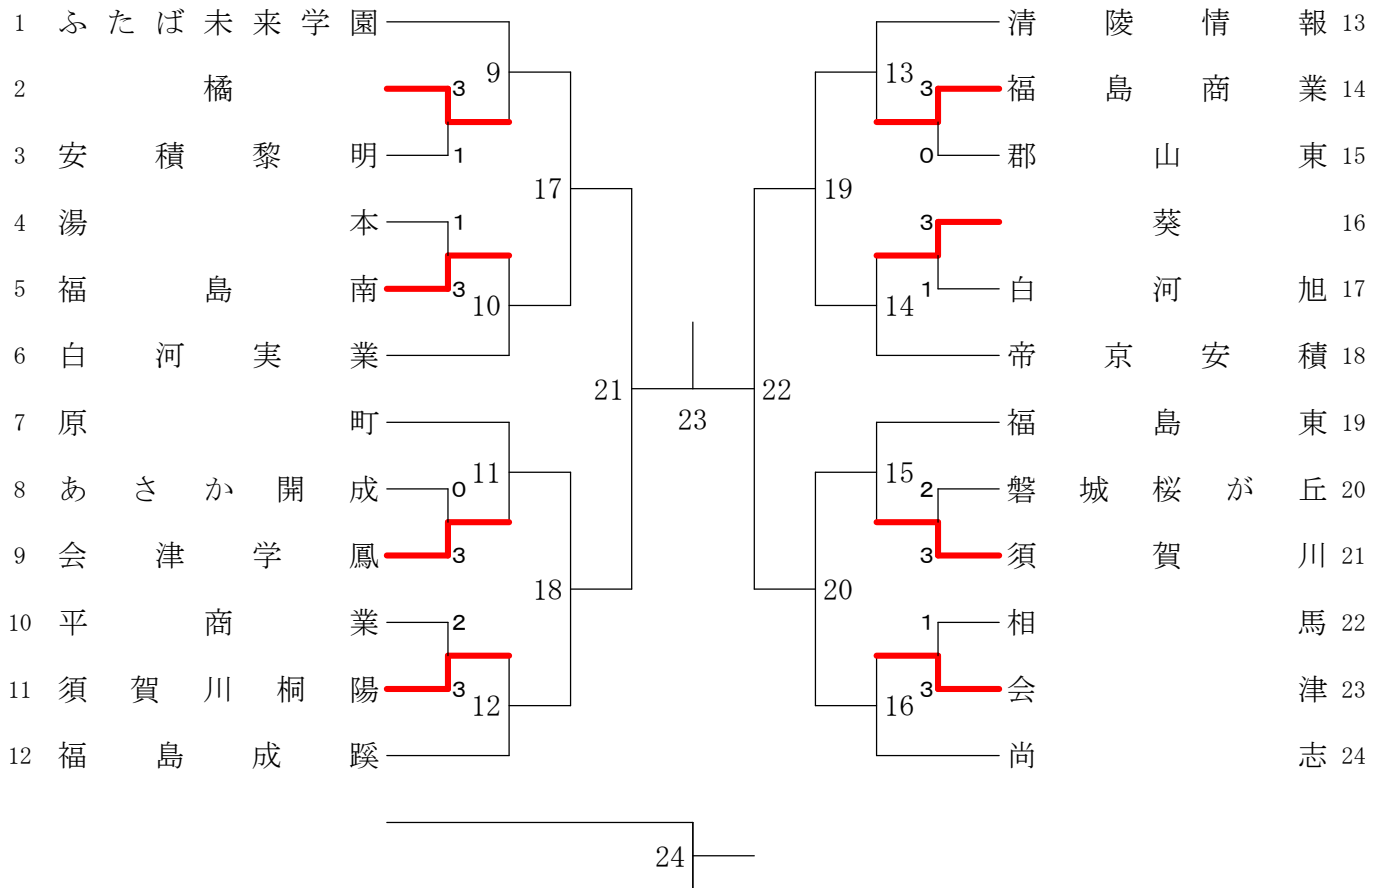 1 ふたば未来学園
2 橘 3
9
3 安積黎明 1
17
4 湯本 1
5 福島南 3
10
6 白河実業
21
7 原町
11
8 あさか開成 0
9 会津学鳳 3
18
10 平商業 2
11 須賀川桐陽 3
12
12 福島成蹊
23
清陵情報 13
13
3 福島商業 14
0 郡山東 15
19
3 葵 16
1 白河旭 17
14
帝京安積 18
22
福島東 19
15
2 磐城桜が丘 20
3 須賀川 21
20
1 相馬 22
3 会津 23
16
尚志 24
24